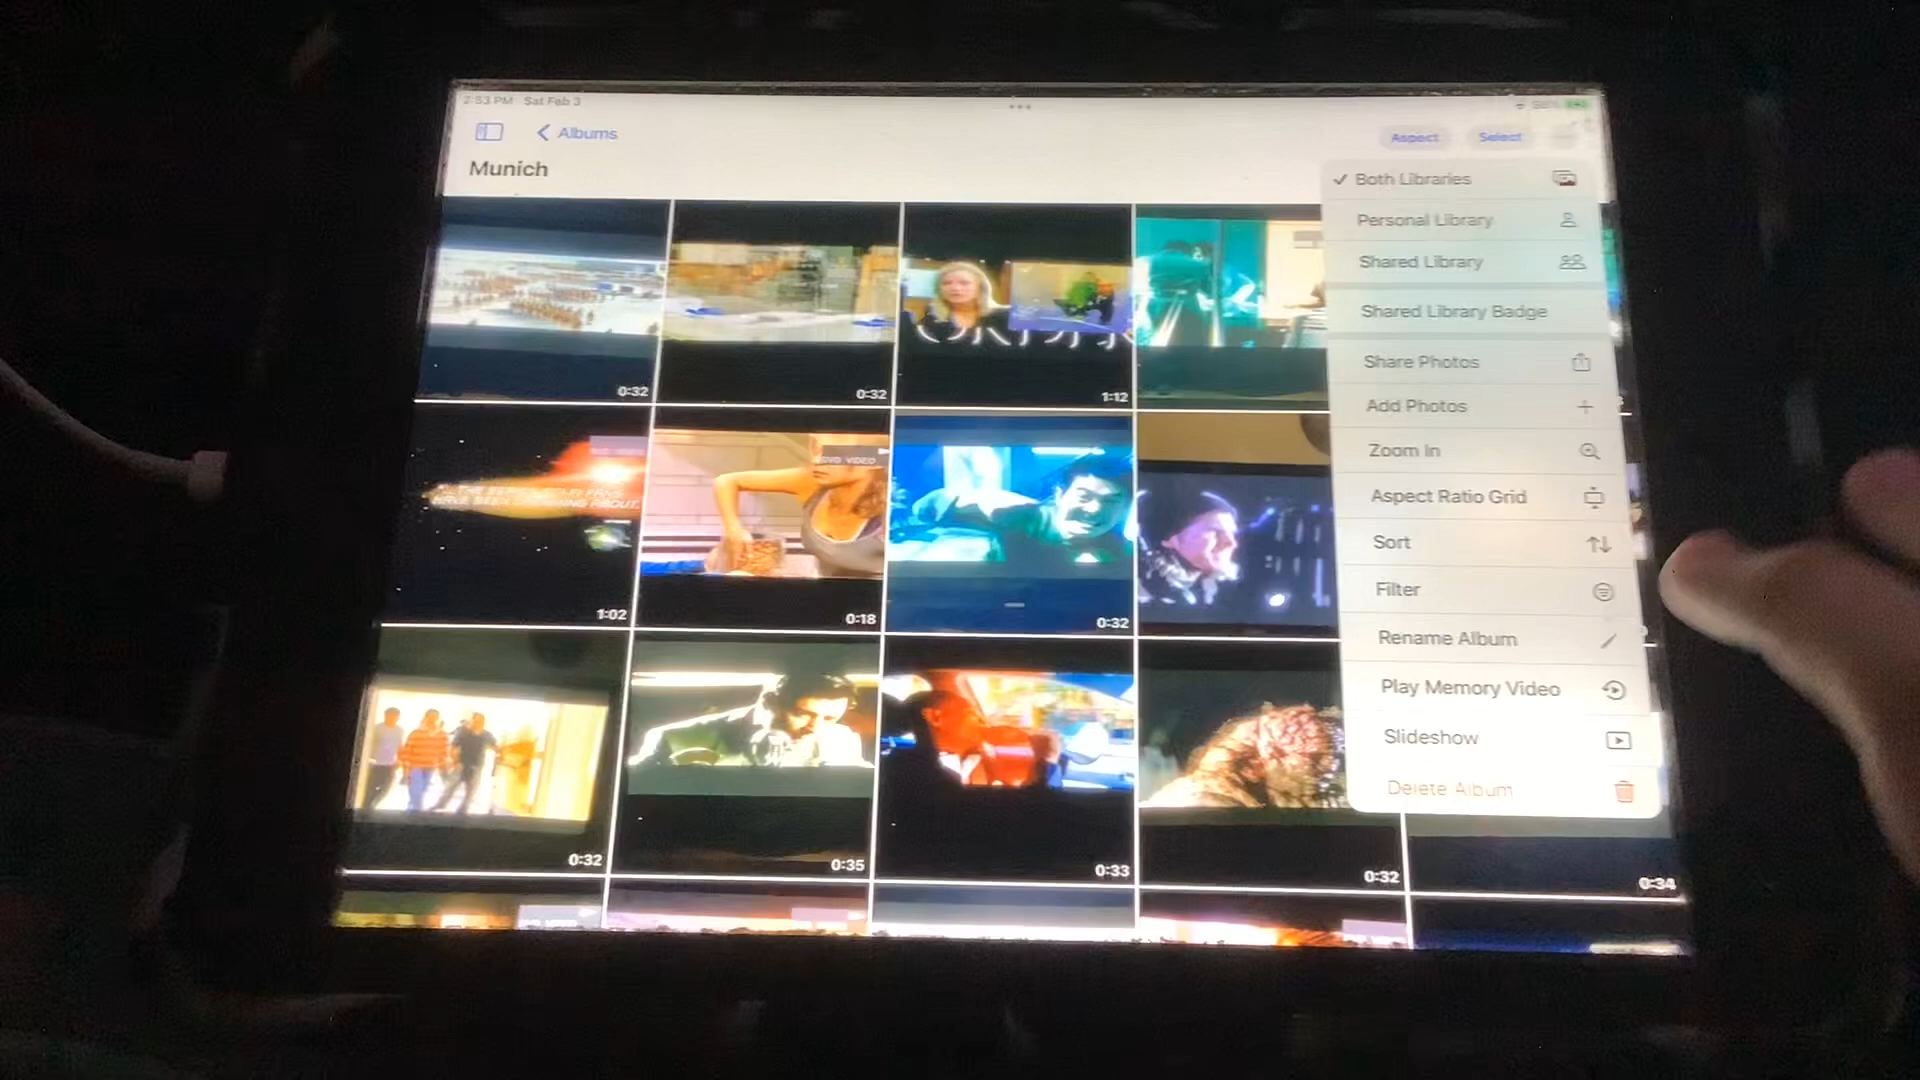 2:53 PM Sat Feb 3
Albums
Aspect
Select
Munich
Both Libraries
Personal Library
Shared Library
Shared Library Badge
Share Photos
Add Photos
Zoom In
Aspect Ratio Grid
Sort
Filter
Rename Album
Play Memory Video
Slideshow
Delete Album
0:32
0:32
1:12
DVD VIDEO
1:02
0:18
0:32
0:32
0:35
0:33
0:32
0:34